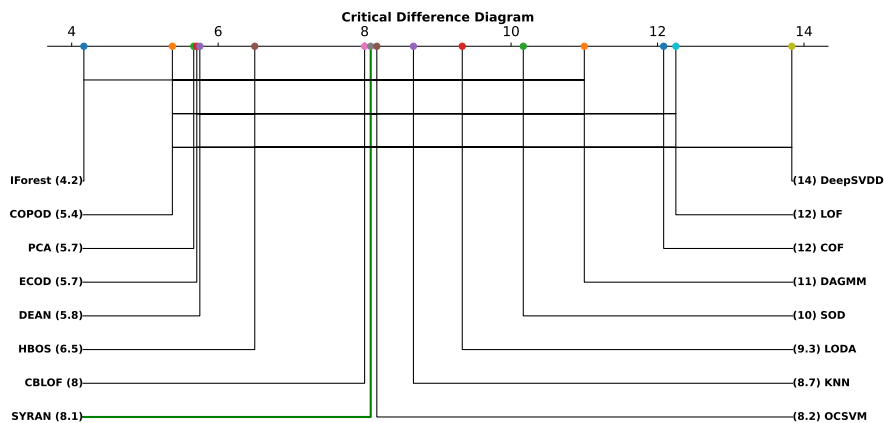 Critical Difference Diagram
4 6 8 10 12 14
IForest (4.2) (14) DeepSVDD
COPOD (5.4) (12) LOF
PCA (5.7) (12) COF
ECOD (5.7) (11) DAGMM
DEAN (5.8) (10) SOD
HBOS (6.5) (9.3) LODA
CBLOF (8) (8.7) KNN
SYRAN (8.1) (8.2) OCSVM